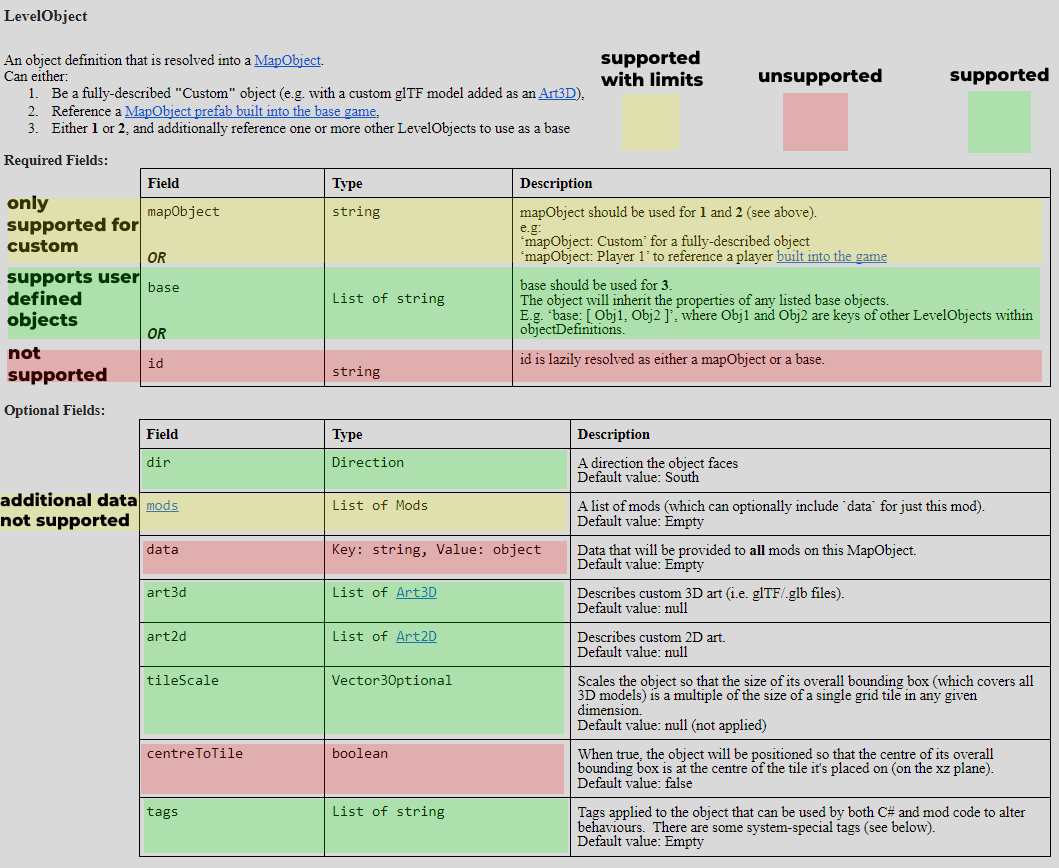 LevelObject
An object definition that is resolved into a MapObject.
Can either:
1. Be a fully-described "Custom" object (e.g. with a custom glTF model added as an Art3D),
2. Reference a MapObject prefab built into the base game,
3. Either 1 or 2, and additionally reference one or more other LevelObjects to use as a base
supported
with limits
unsupported
supported
Required Fields:
Field Type Description
only
supported for
custom
mapObject string mapObject should be used for 1 and 2 (see above).
e.g:
‘mapObject: Custom’ for a fully-described object
OR ‘mapObject: Player 1’ to reference a player built into the game
supports user
defined
objects
base List of string base should be used for 3.
The object will inherit the properties of any listed base objects.
E.g. ‘base: [ Obj1, Obj2 ]’, where Obj1 and Obj2 are keys of other LevelObjects within
OR objectDefinitions.
not
supported
id string id is lazily resolved as either a mapObject or a base.
Optional Fields:
Field Type Description
dir Direction A direction the object faces
Default value: South
additional data
not supported
mods List of Mods A list of mods (which can optionally include `data` for just this mod).
Default value: Empty
data Key: string, Value: object Data that will be provided to all mods on this MapObject.
Default value: Empty
art3d List of Art3D Describes custom 3D art (i.e. glTF/.glb files).
Default value: null
art2d List of Art2D Describes custom 2D art.
Default value: null
tileScale Vector3Optional Scales the object so that the size of its overall bounding box (which covers all
3D models) is a multiple of the size of a single grid tile in any given
dimension.
Default value: null (not applied)
centreToTile boolean When true, the object will be positioned so that the centre of its overall
bounding box is at the centre of the tile it's placed on (on the xz plane).
Default value: false
tags List of string Tags applied to the object that can be used by both C# and mod code to alter
behaviours. There are some system-special tags (see below).
Default value: Empty